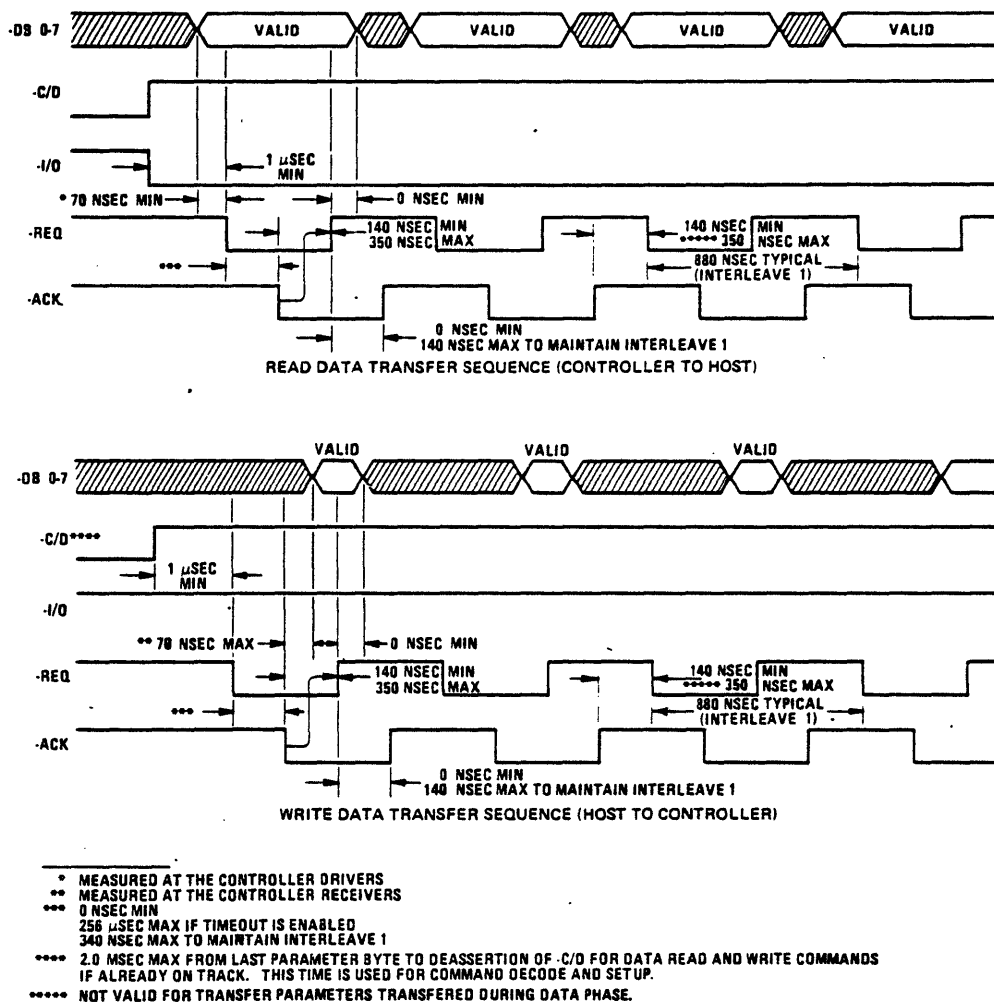 -DB 0-7 VALID VALID VALID VALID
-C/D
-I/O
1 μSEC
MIN
* 70 NSEC MIN 0 NSEC MIN
-REQ
140 NSEC MIN
350 NSEC MAX
140 NSEC MIN
***** 350 NSEC MAX
880 NSEC TYPICAL
(INTERLEAVE 1)
***
-ACK.
0 NSEC MIN
140 NSEC MAX TO MAINTAIN INTERLEAVE 1
READ DATA TRANSFER SEQUENCE (CONTROLLER TO HOST)
VALID VALID VALID
-DB 0-7
-C/D****
1 μSEC
MIN
-I/O
** 70 NSEC MAX ** 0 NSEC MIN
-REQ
140 NSEC MIN
350 NSEC MAX
140 NSEC MIN
***** 350 NSEC MAX
880 NSEC TYPICAL
(INTERLEAVE 1)
***
-ACK
0 NSEC MIN
140 NSEC MAX TO MAINTAIN INTERLEAVE 1
WRITE DATA TRANSFER SEQUENCE (HOST TO CONTROLLER)
* MEASURED AT THE CONTROLLER DRIVERS
** MEASURED AT THE CONTROLLER RECEIVERS
*** 0 NSEC MIN
256 μSEC MAX IF TIMEOUT IS ENABLED
340 NSEC MAX TO MAINTAIN INTERLEAVE 1
**** 2.0 MSEC MAX FROM LAST PARAMETER BYTE TO DEASSERTION OF -C/D FOR DATA READ AND WRITE COMMANDS
IF ALREADY ON TRACK. THIS TIME IS USED FOR COMMAND DECODE AND SETUP.
***** NOT VALID FOR TRANSFER PARAMETERS TRANSFERED DURING DATA PHASE.